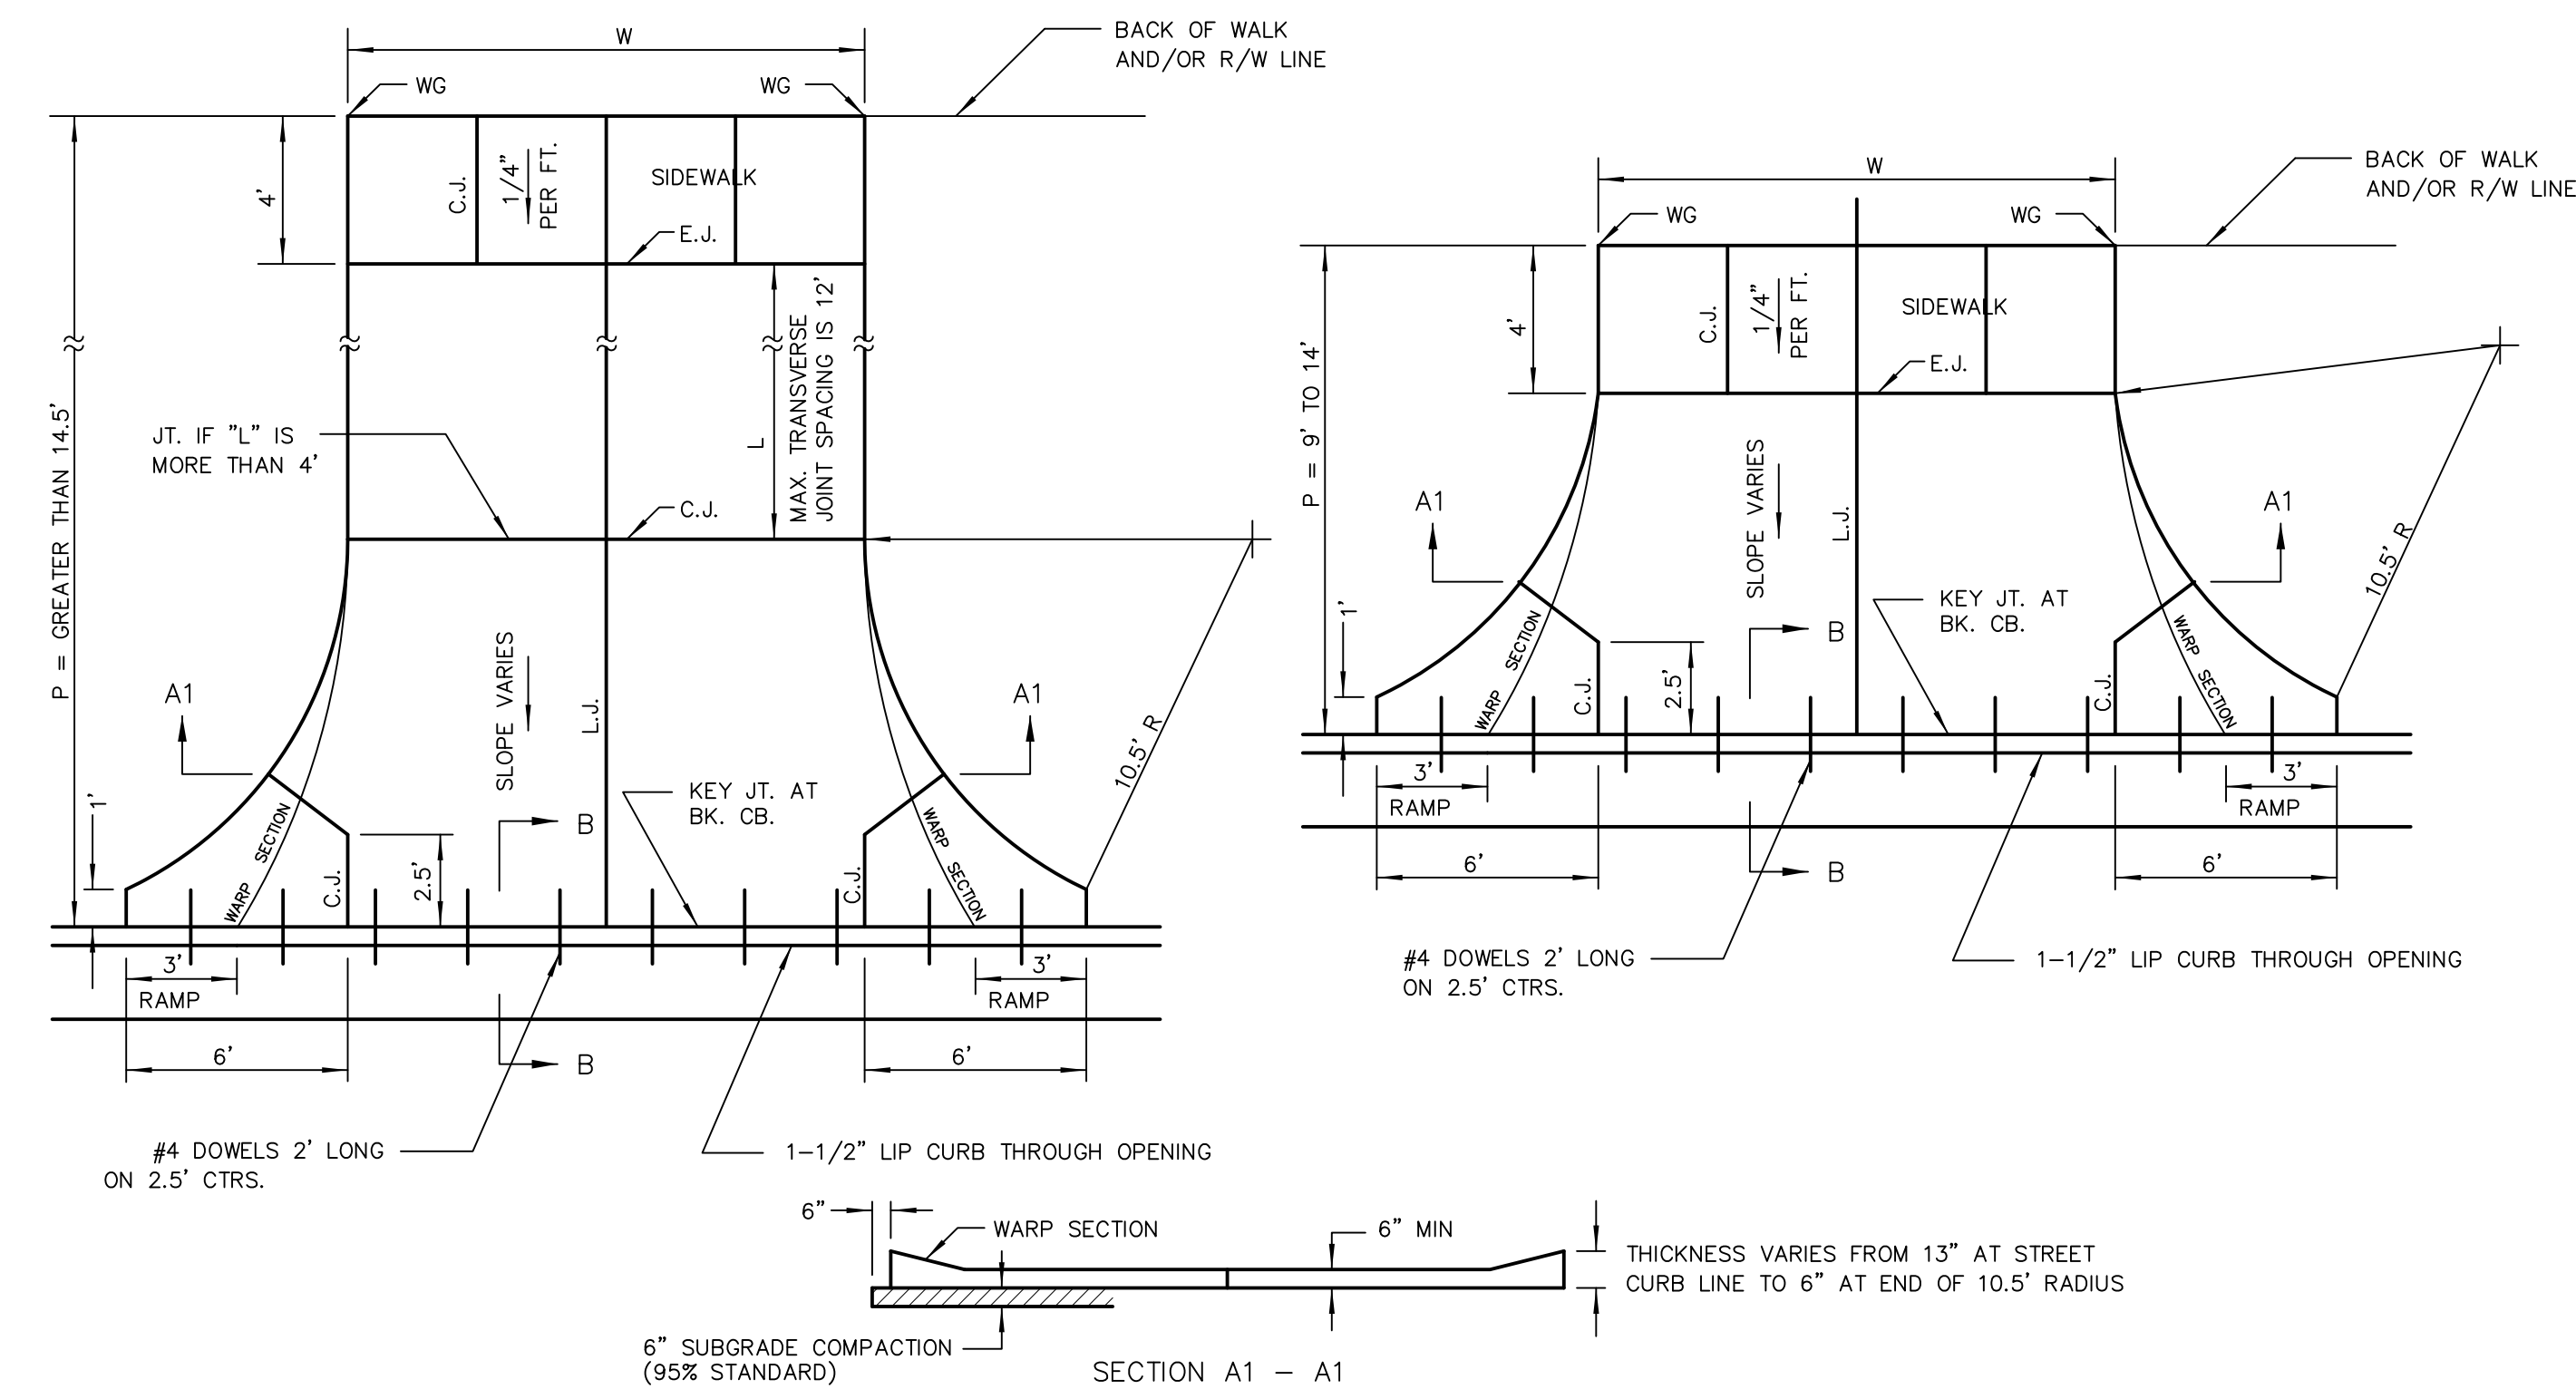 W
BACK OF WALK
AND/OR R/W LINE
WG
WG
4'
C.J.
1/4"
PER FT.
SIDEWALK
E.J.
P = GREATER THAN 14.5'
L
MAX. TRANSVERSE
JOINT SPACING IS 12'
JT. IF "L" IS
MORE THAN 4'
C.J.
A1
A1
SLOPE VARIES
L.J.
10.5' R
1'
WARP SECTION
C.J.
2.5'
B
KEY JT. AT
BK. CB.
C.J.
WARP SECTION
3'
RAMP
3'
RAMP
6'
B
6'
#4 DOWELS 2' LONG
ON 2.5' CTRS.
1-1/2" LIP CURB THROUGH OPENING
W
BACK OF WALK
AND/OR R/W LINE
WG
WG
4'
C.J.
1/4"
PER FT.
SIDEWALK
E.J.
P = 9' TO 14'
A1
A1
SLOPE VARIES
L.J.
10.5' R
1'
KEY JT. AT
BK. CB.
WARP SECTION
C.J.
2.5'
B
C.J.
WARP SECTION
3'
RAMP
3'
RAMP
6'
B
6'
#4 DOWELS 2' LONG
ON 2.5' CTRS.
1-1/2" LIP CURB THROUGH OPENING
6"
WARP SECTION
6" MIN
THICKNESS VARIES FROM 13" AT STREET
CURB LINE TO 6" AT END OF 10.5' RADIUS
6" SUBGRADE COMPACTION
(95% STANDARD)
SECTION A1 - A1